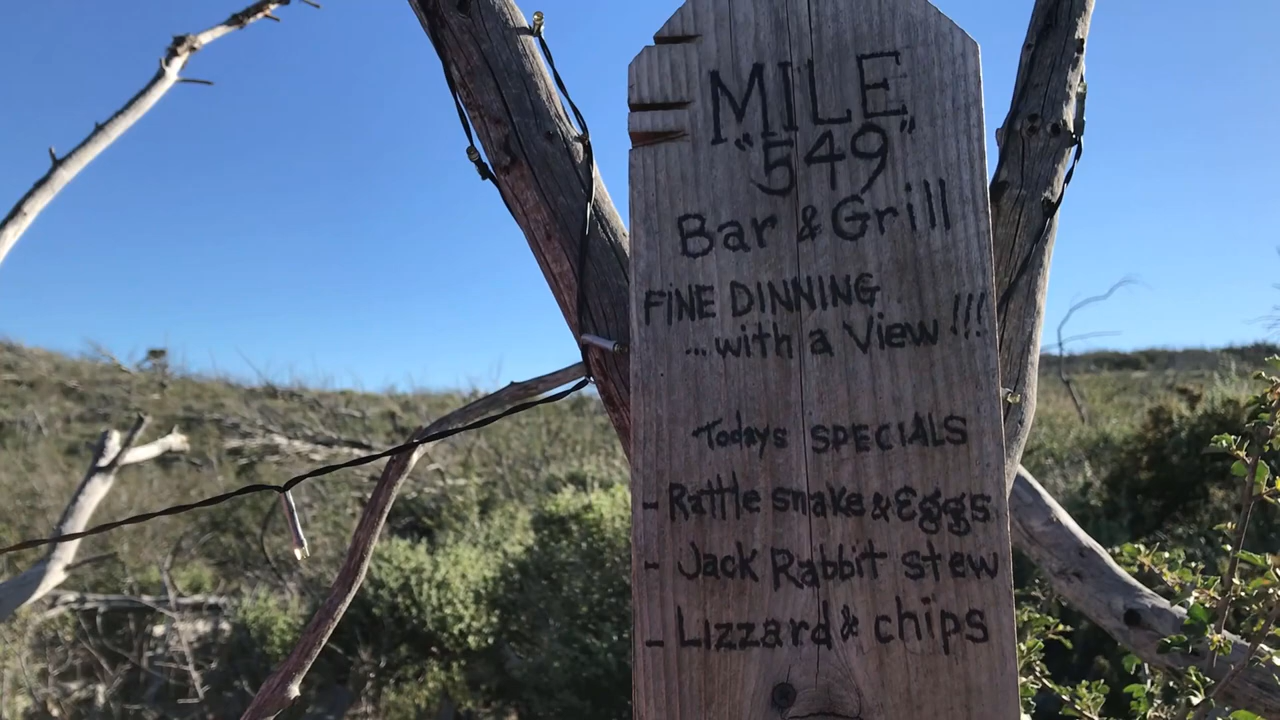 MILE
"549"
Bar & Grill
FINE DINNING
...with a View !!!
Todays SPECIALS
- Rattle snake & Eggs
- Jack Rabbit stew
- Lizzard & chips